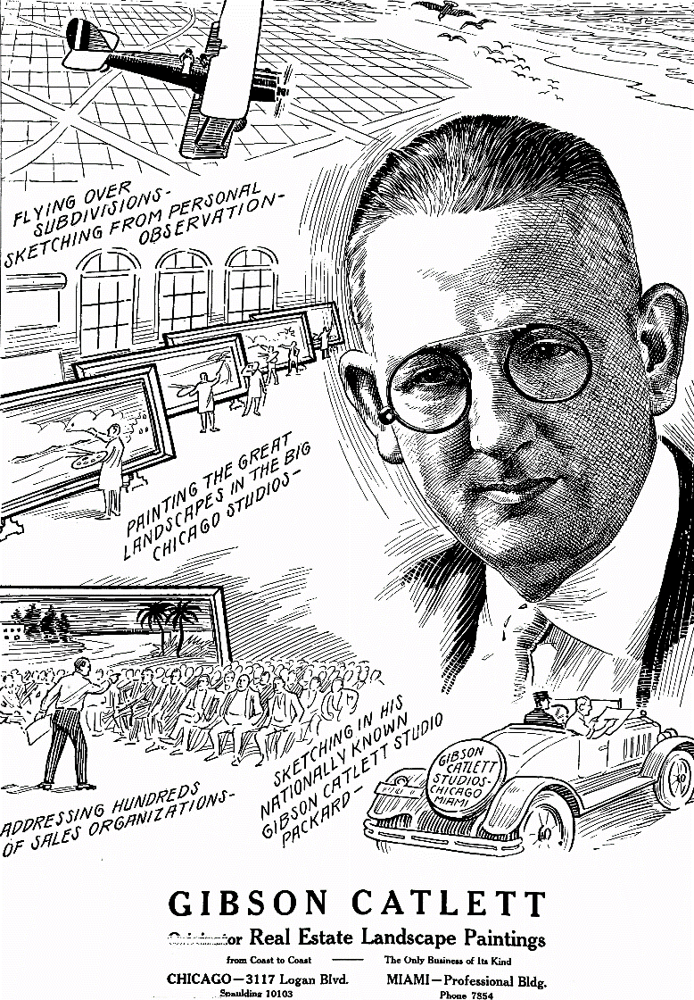 FLYING OVER
SUBDIVISIONS-
SKETCHING FROM PERSONAL
OBSERVATION-
PAINTING THE GREAT
LANDSCAPES IN THE BIG
CHICAGO STUDIOS-
ADDRESSING HUNDREDS
OF SALES ORGANIZATIONS-
SKETCHING IN HIS
NATIONALLY KNOWN
GIBSON CATLETT STUDIO
PACKARD-
GIBSON
CATLETT
STUDIOS-
CHICAGO
MIAMI
GIBSON CATLETT
Real Estate Landscape Paintings
from Coast to Coast — The Only Business of Its Kind
CHICAGO—3117 Logan Blvd. MIAMI—Professional Bldg.
Spaulding 10103 Phone 7854